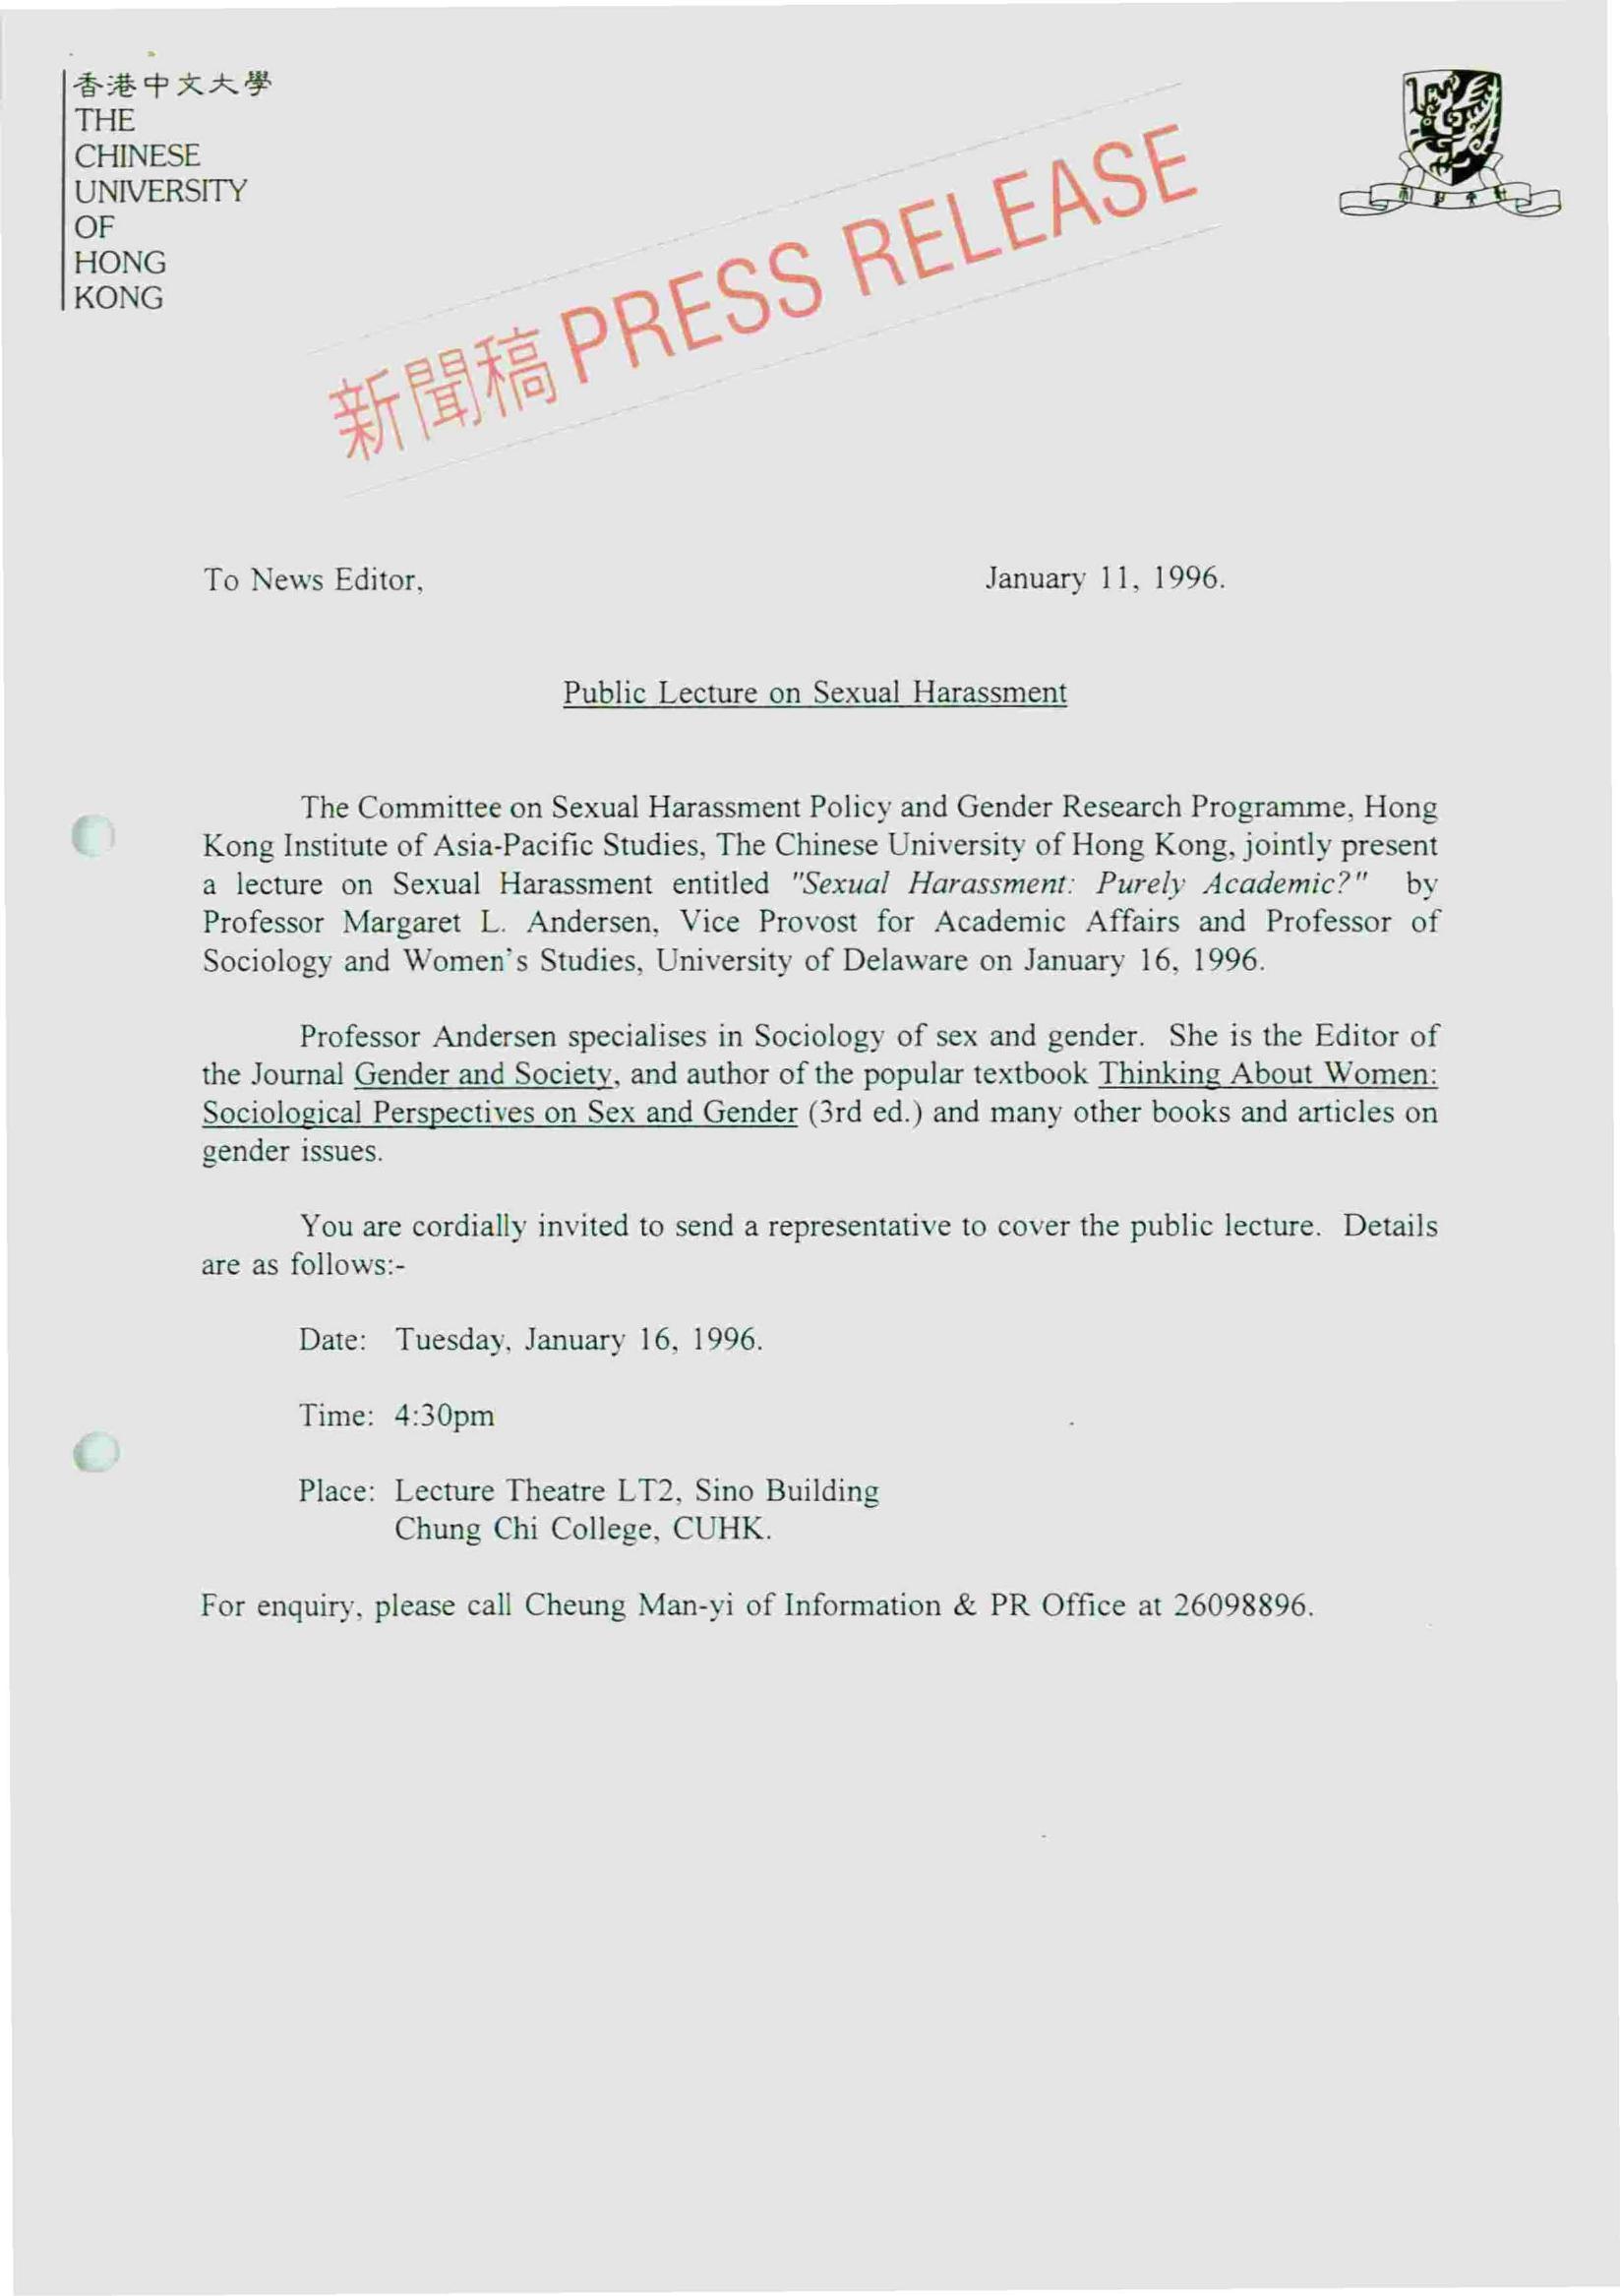 香港中文大學
THE
CHINESE
UNIVERSITY
OF
HONG
KONG
新聞稿 PRESS RELEASE
To News Editor,
January 11, 1996.
Public Lecture on Sexual Harassment
The Committee on Sexual Harassment Policy and Gender Research Programme, Hong
Kong Institute of Asia-Pacific Studies, The Chinese University of Hong Kong, jointly present
a lecture on Sexual Harassment entitled "Sexual Harassment: Purely Academic?" by
Professor Margaret L. Andersen, Vice Provost for Academic Affairs and Professor of
Sociology and Women's Studies, University of Delaware on January 16, 1996.
Professor Andersen specialises in Sociology of sex and gender. She is the Editor of
the Journal Gender and Society, and author of the popular textbook Thinking About Women:
Sociological Perspectives on Sex and Gender (3rd ed.) and many other books and articles on
gender issues.
You are cordially invited to send a representative to cover the public lecture. Details
are as follows:-
Date: Tuesday, January 16, 1996.
Time: 4:30pm
Place: Lecture Theatre LT2, Sino Building
Chung Chi College, CUHK.
For enquiry, please call Cheung Man-yi of Information & PR Office at 26098896.